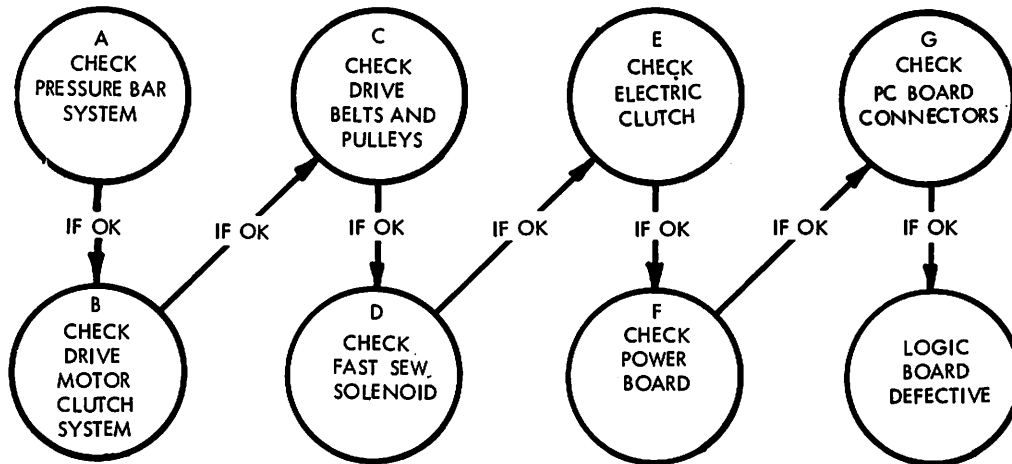 A
CHECK
PRESSURE BAR
SYSTEM
IF OK
B
CHECK
DRIVE
MOTOR
CLUTCH
SYSTEM
IF OK
C
CHECK
DRIVE
BELTS AND
PULLEYS
IF OK
D
CHECK
FAST SEW
SOLENOID
IF OK
E
CHECK
ELECTRIC
CLUTCH
IF OK
F
CHECK
POWER
BOARD
IF OK
G
CHECK
PC BOARD
CONNECTORS
IF OK
LOGIC
BOARD
DEFECTIVE